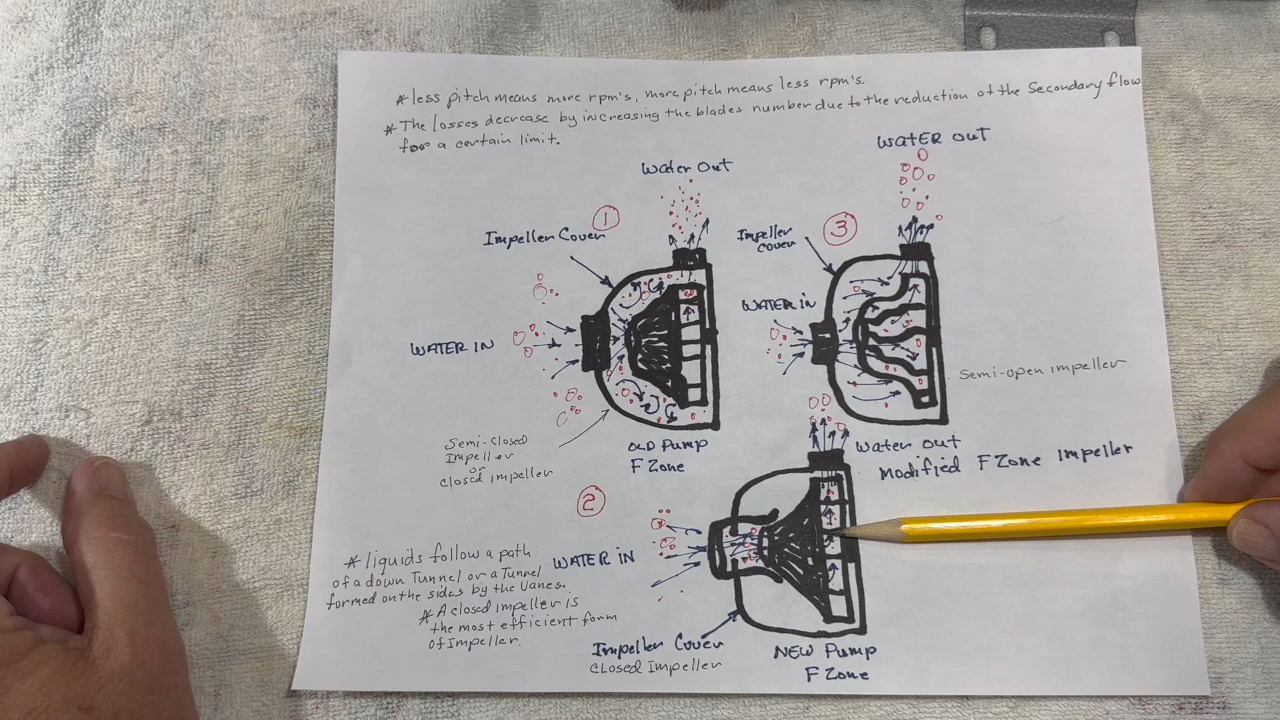 * less pitch means more rpm's, more pitch means less rpm's.
* The losses decrease by increasing the blades number due to the reduction of the Secondary flow
for a certain limit.
Water Out
WATER OUT
1
Impeller Cover
3
Impeller
cover
WATER IN
WATER IN
Semi-open impeller
Semi-Closed
Impeller
or
closed impeller
OLD Pump
F Zone
Water out
Modified F Zone Impeller
2
* liquids follow a path
of a down Tunnel or a Tunnel
formed on the sides by the vanes.
WATER IN
* A closed impeller is
the most efficient form
of Impeller.
Impeller Cover
Closed Impeller
NEW Pump
F Zone